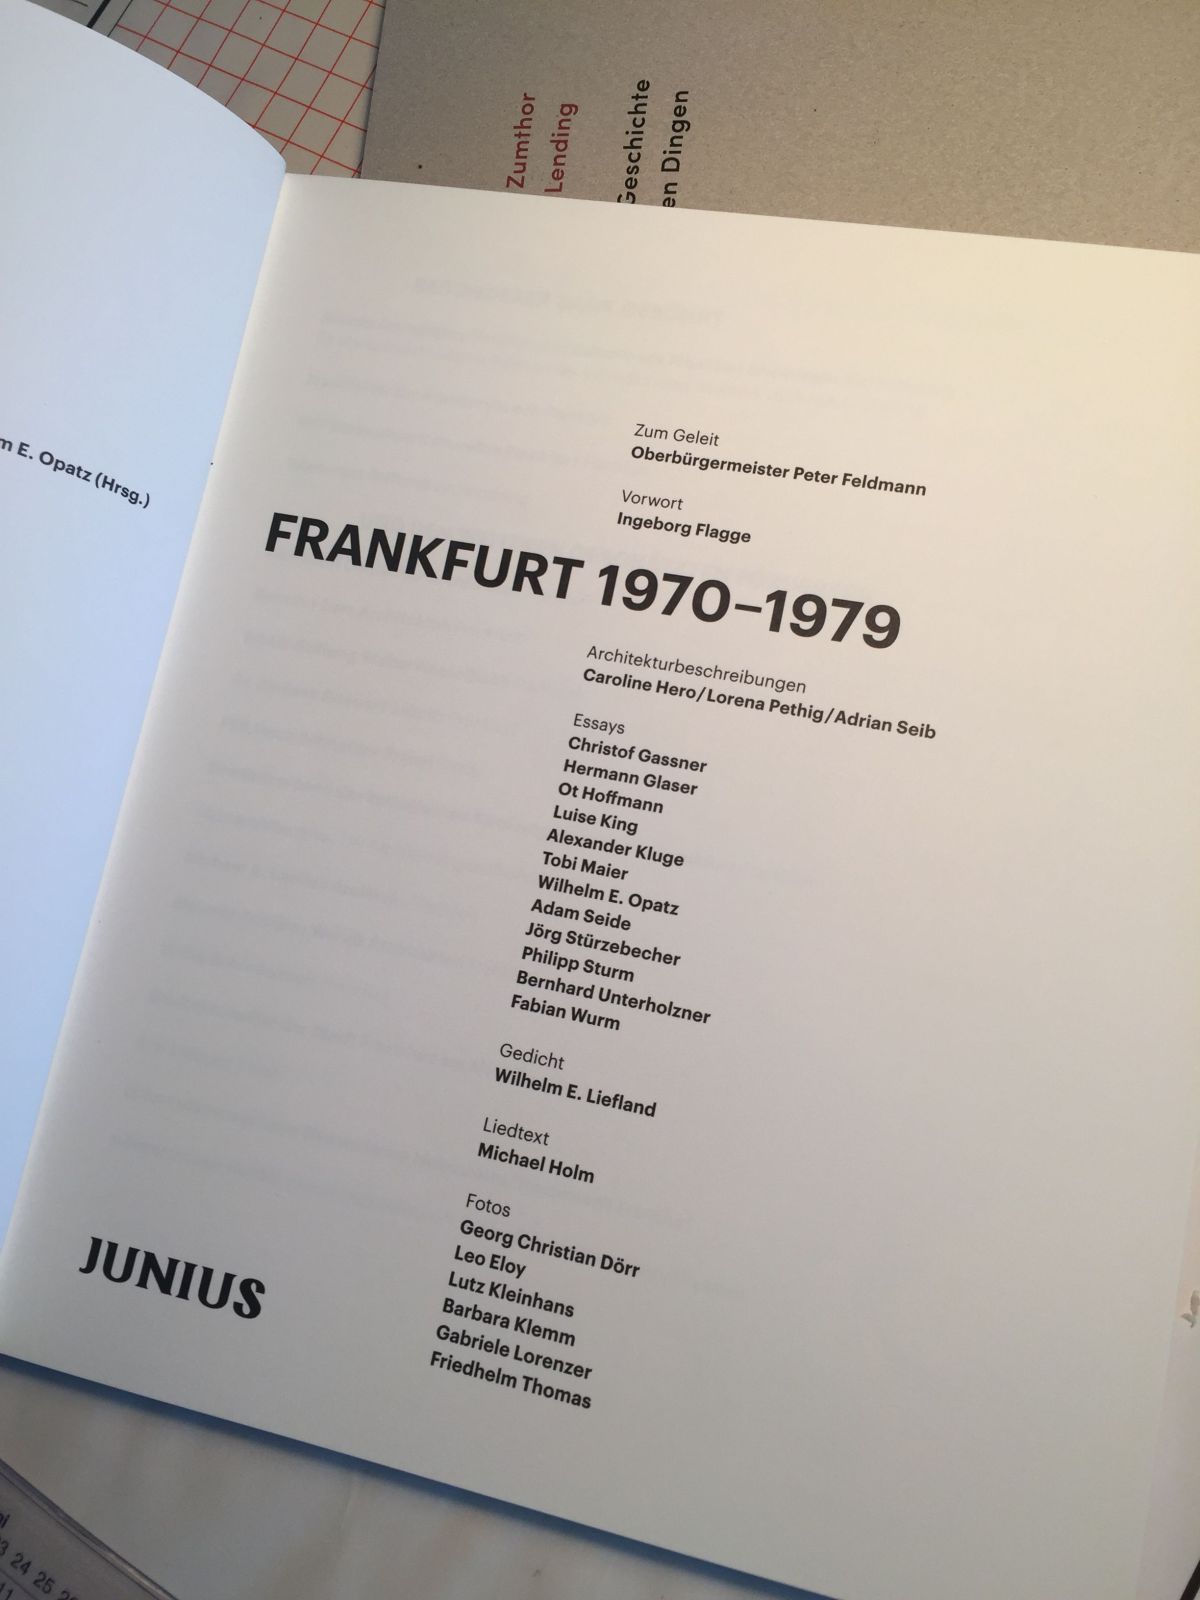 Zumthor
Lending
Geschichte
en Dingen
m E. Opatz (Hrsg.)
Zum Geleit
Oberbürgermeister Peter Feldmann
Vorwort
Ingeborg Flagge
FRANKFURT 1970–1979
Architekturbeschreibungen
Caroline Hero/Lorena Pethig/Adrian Seib
Essays
Christof Gassner
Hermann Glaser
Ot Hoffmann
Luise King
Alexander Kluge
Tobi Maier
Wilhelm E. Opatz
Adam Seide
Jörg Stürzebecher
Philipp Sturm
Bernhard Unterholzner
Fabian Wurm
Gedicht
Wilhelm E. Liefland
Liedtext
Michael Holm
Fotos
Georg Christian Dörr
Leo Eloy
Lutz Kleinhans
Barbara Klemm
Gabriele Lorenzer
Friedhelm Thomas
JUNIUS
24 25
11